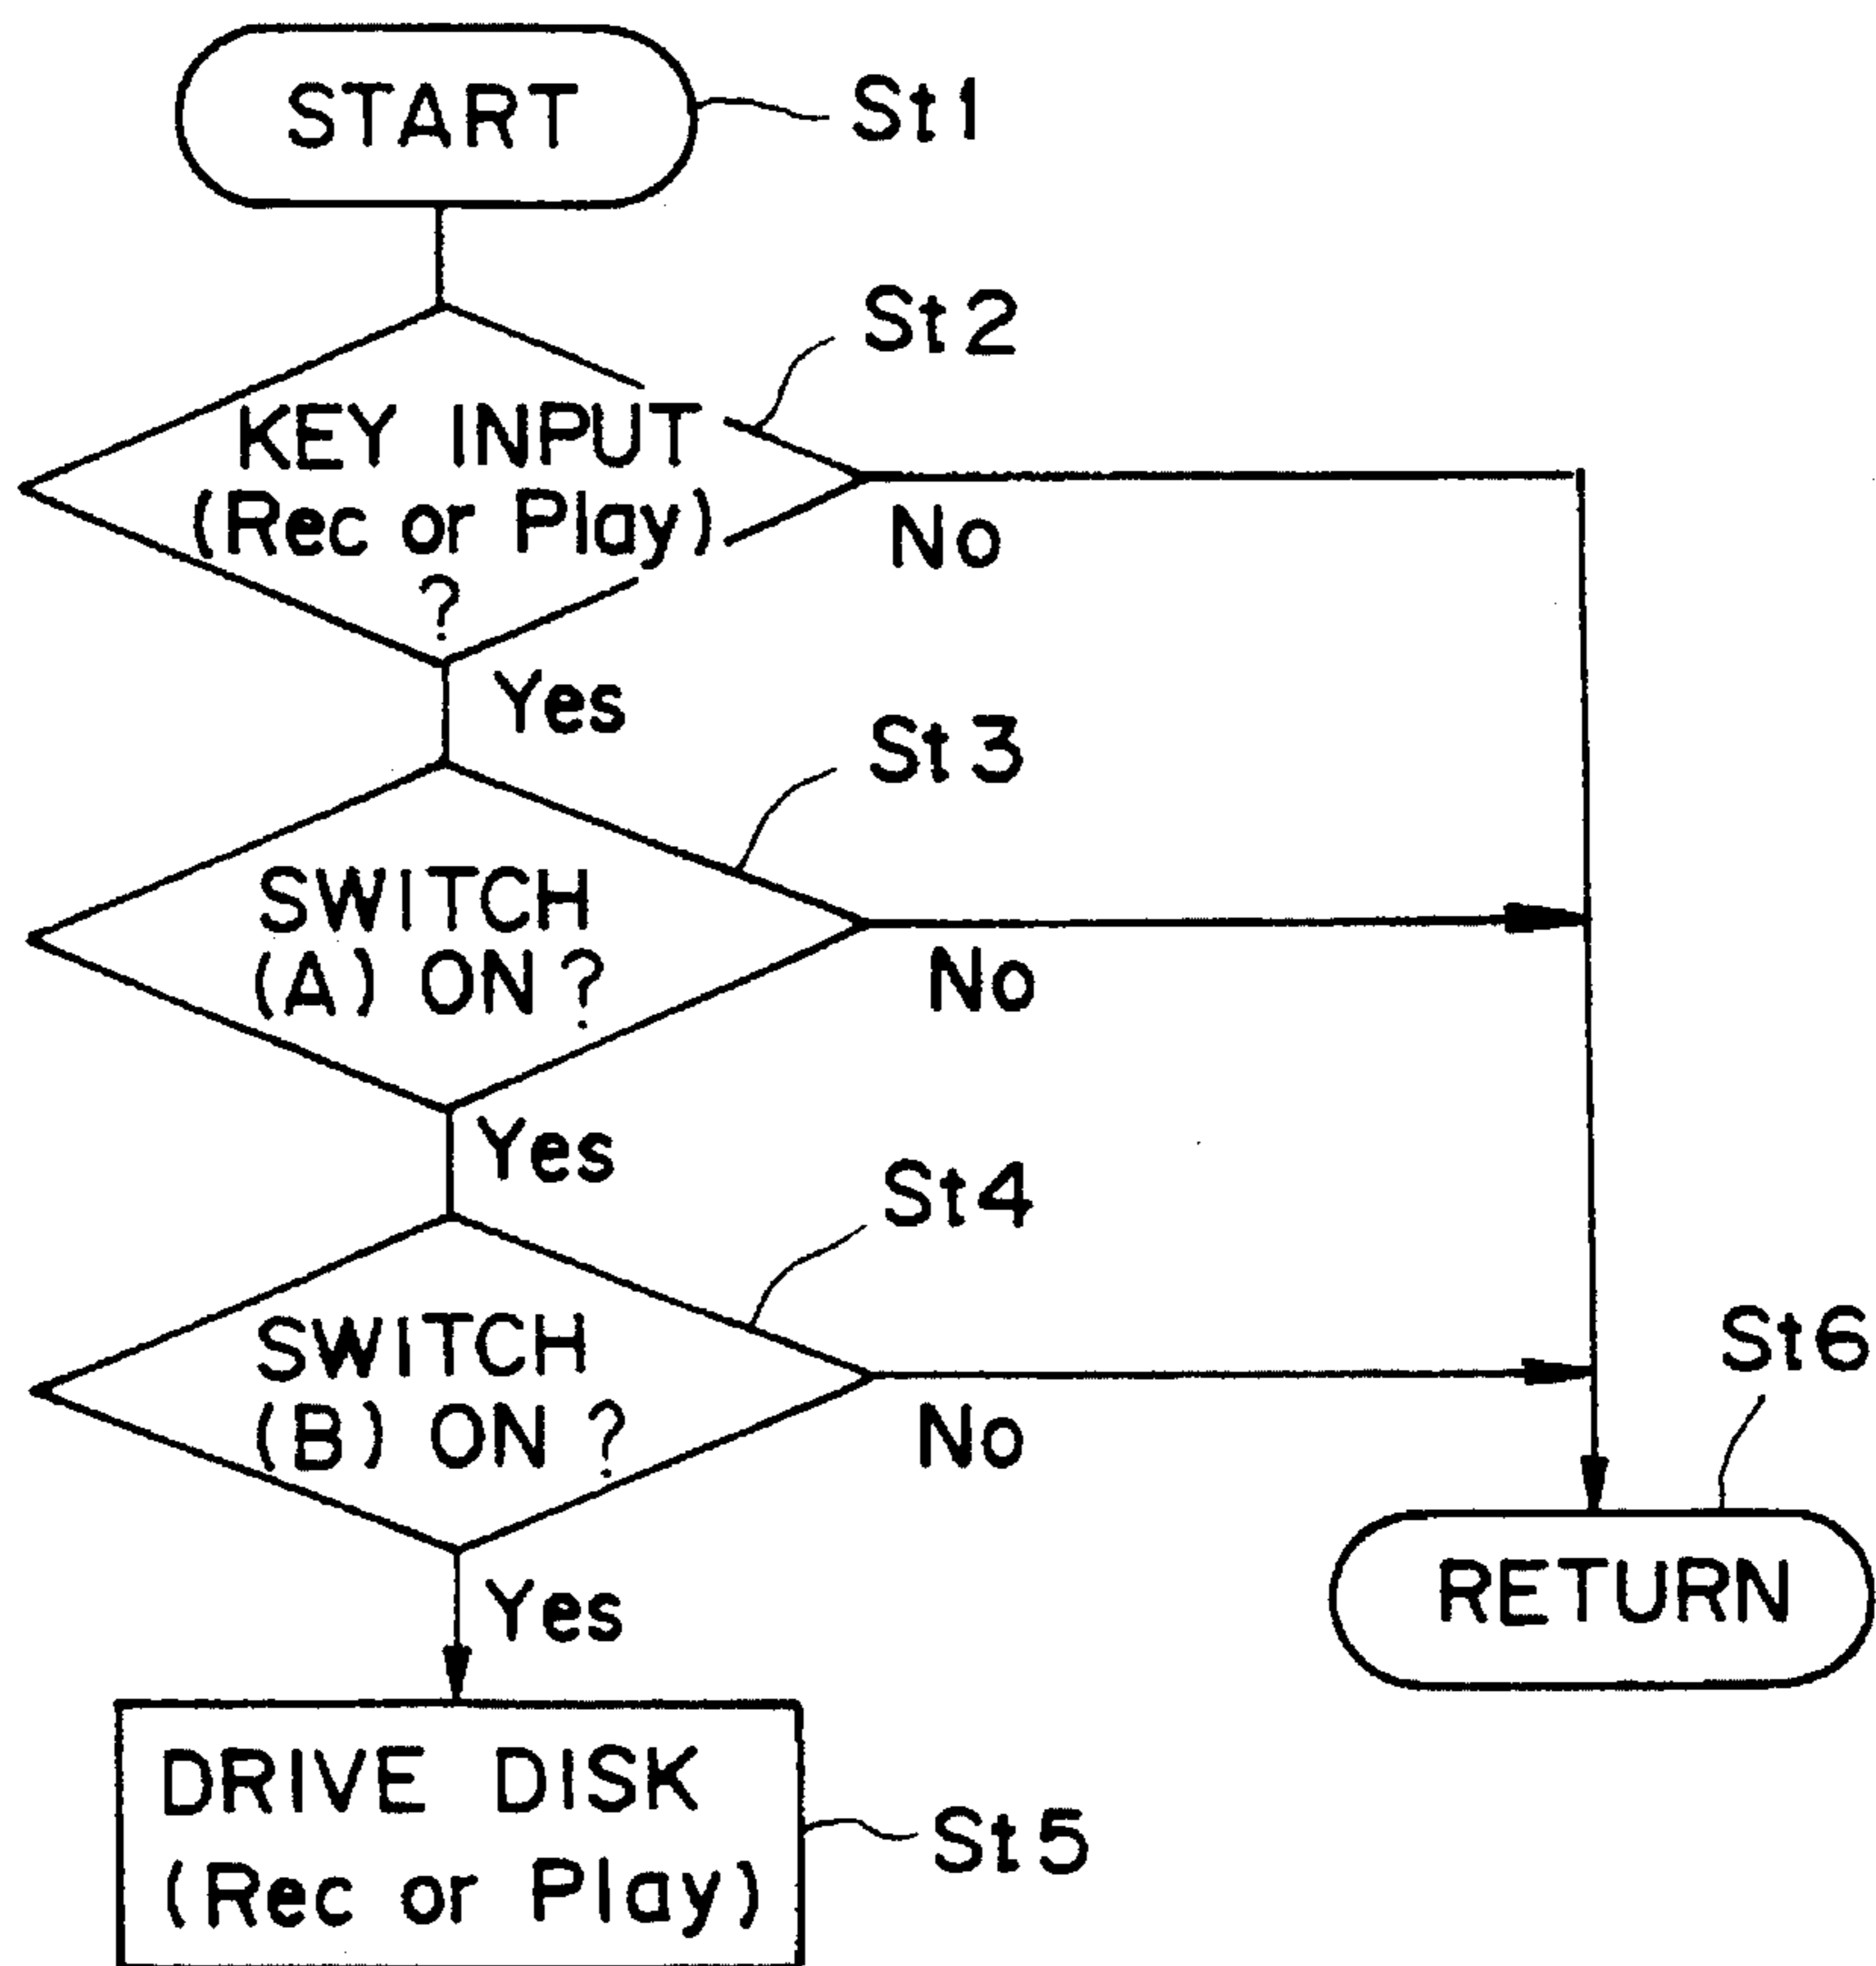 START
St1
St2
KEY INPUT
(Rec or Play)
?
No
Yes
St3
SWITCH
(A) ON?
No
Yes
St4
SWITCH
(B) ON ?
No
St6
Yes
RETURN
DRIVE DISK
(Rec or Play)
St5